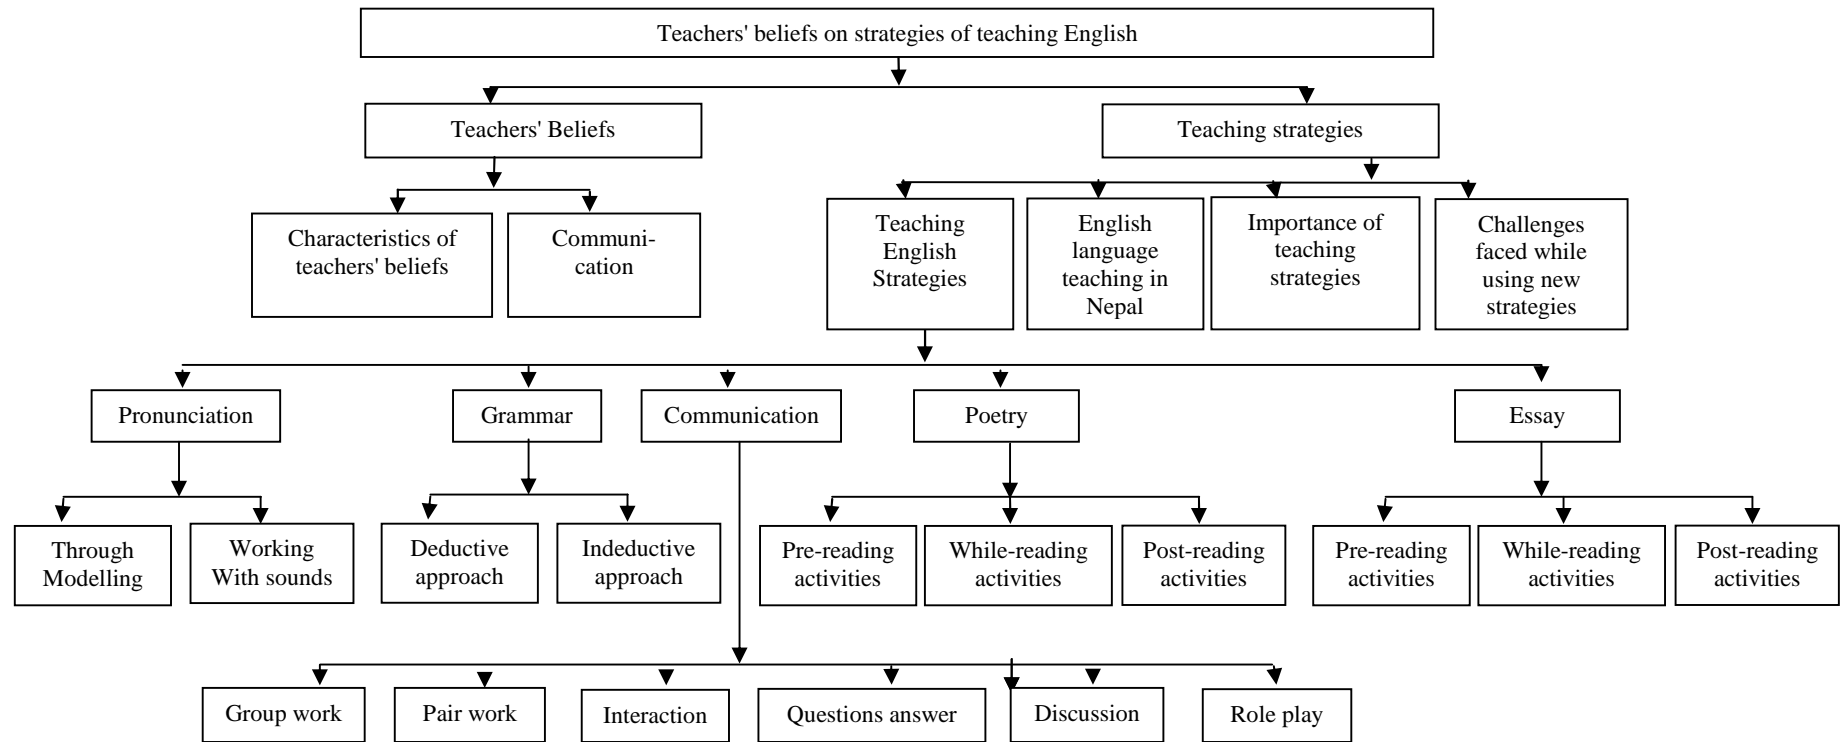 Teachers' beliefs on strategies of teaching English
Teachers' Beliefs
Teaching strategies
Characteristics of
teachers' beliefs
Communi-
cation
Teaching
English
Strategies
English
language
teaching in
Nepal
Importance of
teaching
strategies
Challenges
faced while
using new
strategies
Pronunciation
Grammar
Communication
Poetry
Essay
Through
Modelling
Working
With sounds
Deductive
approach
Indeductive
approach
Pre-reading
activities
While-reading
activities
Post-reading
activities
Pre-reading
activities
While-reading
activities
Post-reading
activities
Group work
Pair work
Interaction
Questions answer
Discussion
Role play